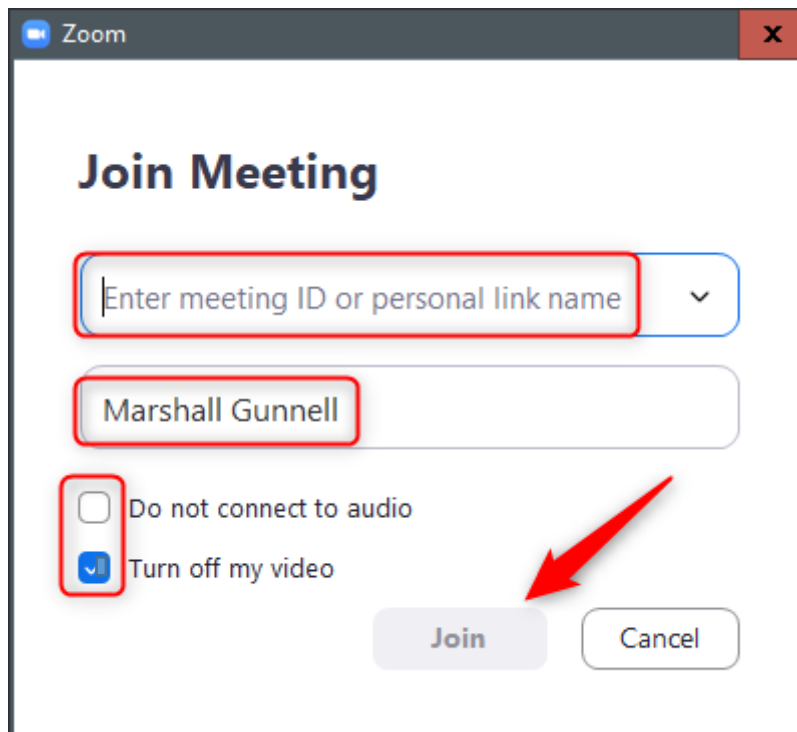 Zoom
Join Meeting
Enter meeting ID or personal link name
Marshall Gunnell
Do not connect to audio
Turn off my video
Join Cancel